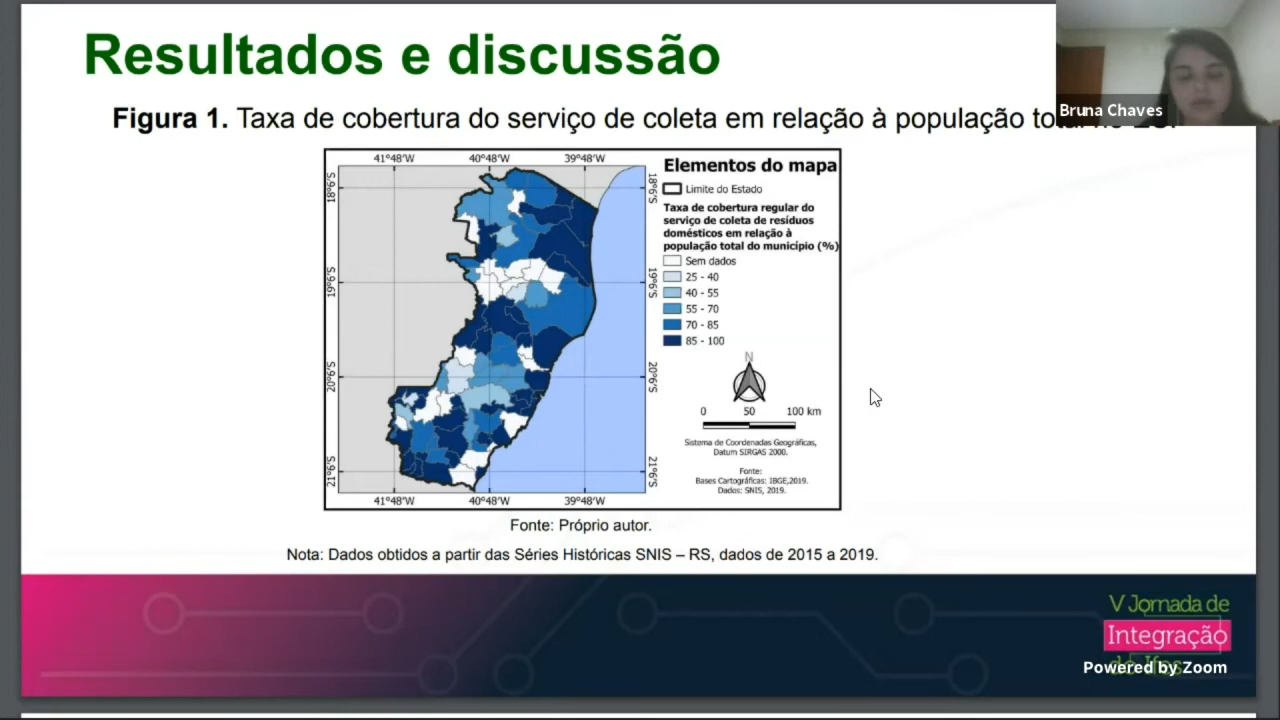 Resultados e discussão
Bruna Chaves
Figura 1. Taxa de cobertura do serviço de coleta em relação à população
41°48'W 40°48'W 39°48'W
18°6'S
19°6'S
20°6'S
21°6'S
18°6'S
19°6'S
20°6'S
21°6'S
41°48'W 40°48'W 39°48'W
Elementos do mapa
Limite do Estado
Taxa de cobertura regular do
serviço de coleta de resíduos
domésticos em relação à
população total do município (%)
Sem dados
25 - 40
40 - 55
55 - 70
70 - 85
85 - 100
N
0 50 100 km
Sistema de Coordenadas Geográficas,
Datum SIRGAS 2000.
Fonte:
Bases Cartográficas: IBGE,2019.
Dados: SNIS, 2019.
Fonte: Próprio autor.
Nota: Dados obtidos a partir das Séries Históricas SNIS – RS, dados de 2015 a 2019.
V Jornada de
Integração
Powered by Zoom